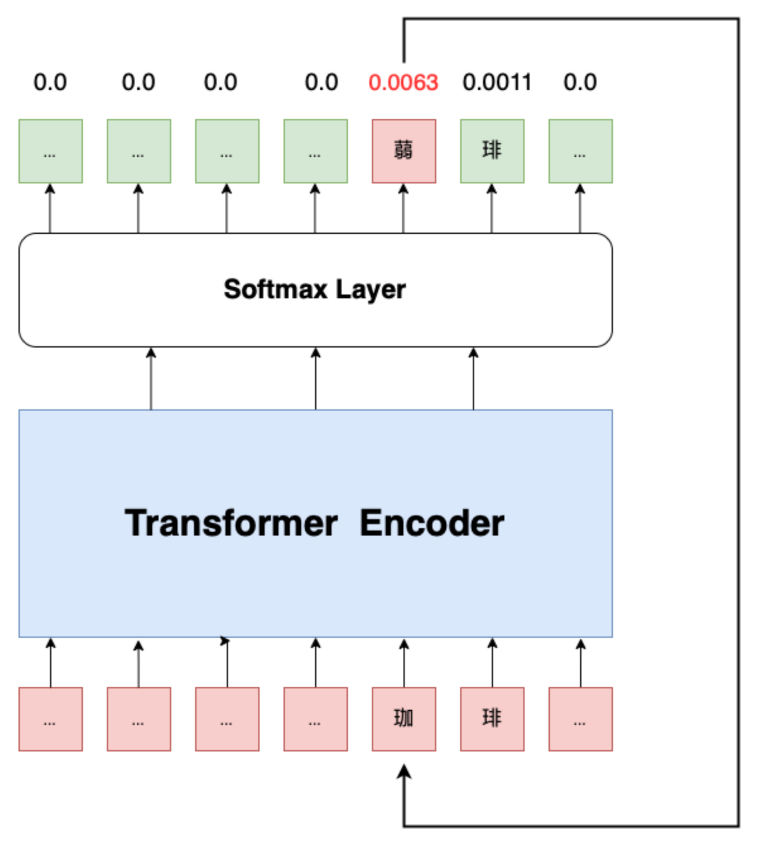 0.0 0.0 0.0 0.0 0.0063 0.0011 0.0
... ... ... ... 蒻 琲 ...
Softmax Layer
Transformer Encoder
... ... ... ... 珈 琲 ...